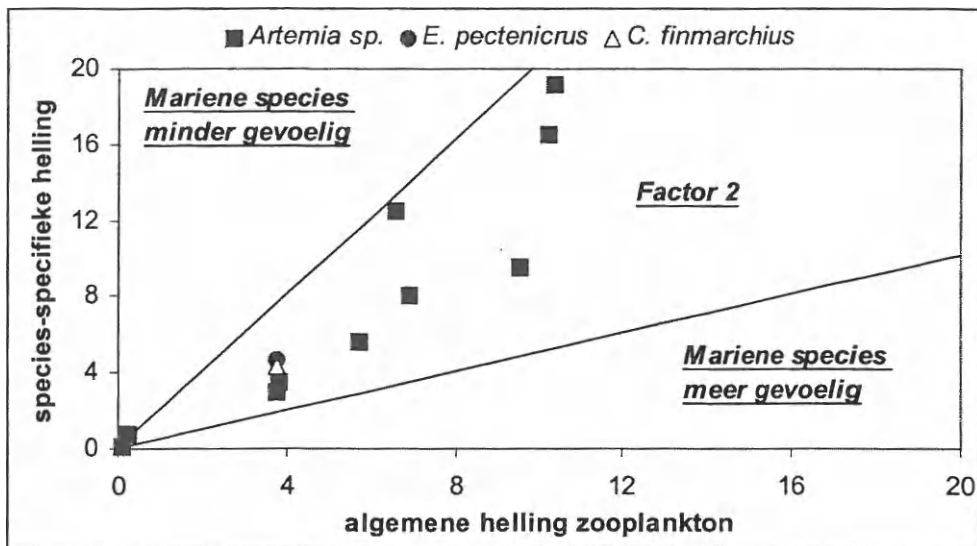 Artemia sp. E. pectenicrus C. finmarchius
20
16
12
8
4
0
species-specifieke helling
Mariene species
minder gevoelig
Factor 2
Mariene species
meer gevoelig
0 4 8 12 16 20
algemene helling zooplankton